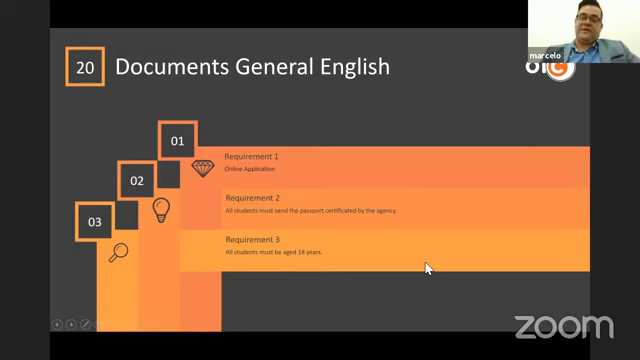 marcelo
20
Documents General English
01
Requirement 1
Online Application
02
Requirement 2
All students must send the passport certificated by the agency.
03
Requirement 3
All students must be aged 18 years.
zoom